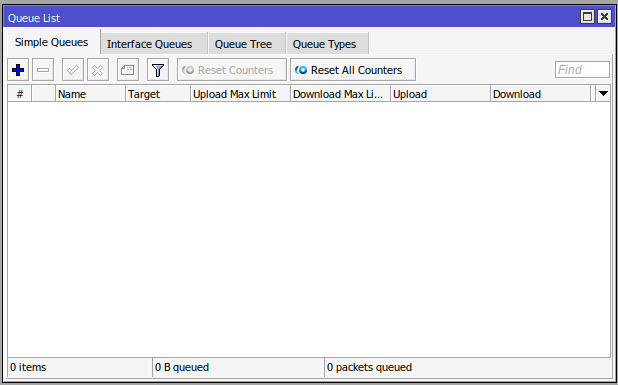 Queue List
Simple Queues Interface Queues Queue Tree Queue Types
Reset Counters Reset All Counters Find
# Name Target Upload Max Limit Download Max Li... Upload Download
0 items 0 B queued 0 packets queued